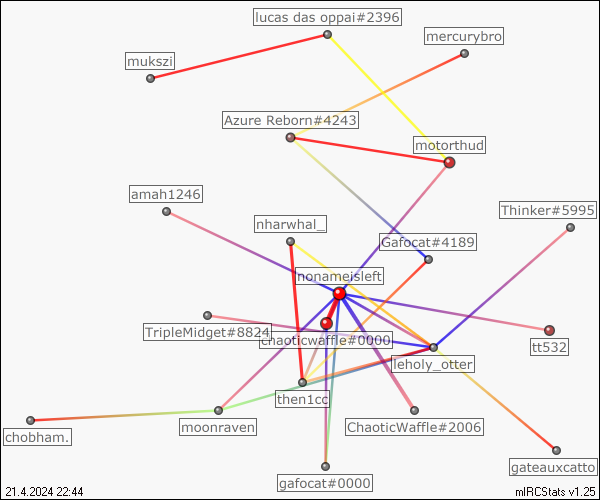 lucas das oppai#2396
mercurybro
mukszi
Azure Reborn#4243
motorthud
amah1246
Thinker#5995
nharwhal_
Gafocat#4189
nonameisleft
TripleMidget#8824
chaoticwaffle#0000
tt532
leholy_otter
then1cc
moonraven
ChaoticWaffle#2006
chobham.
gateauxcatto
gafocat#0000
21.4.2024 22:44
mIRCStats v1.25